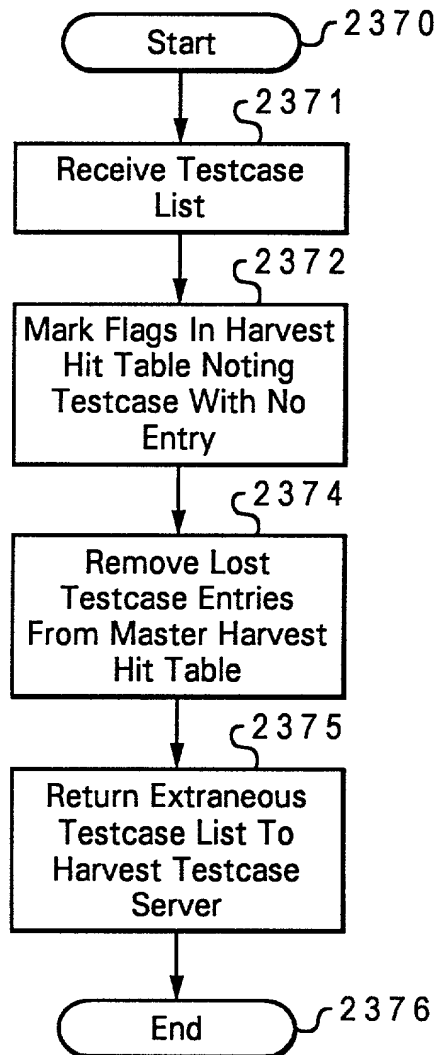 Start
2370
2371
Receive Testcase
List
2372
Mark Flags In Harvest
Hit Table Noting
Testcase With No
Entry
2374
Remove Lost
Testcase Entries
From Master Harvest
Hit Table
2375
Return Extraneous
Testcase List To
Harvest Testcase
Server
End
2376